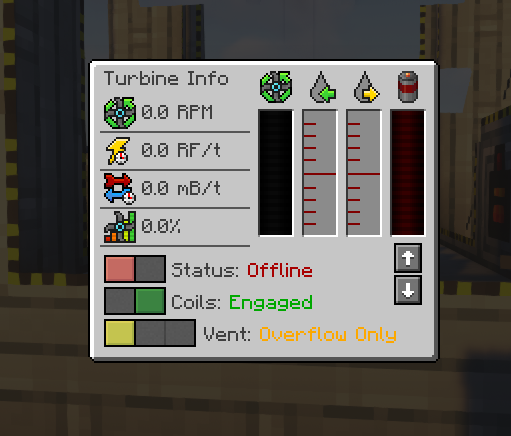 Turbine Info
0.0 RPM
0.0 RF/t
0.0 mB/t
0.0%
Status: Offline
Coils: Engaged
Vent: Overflow Only